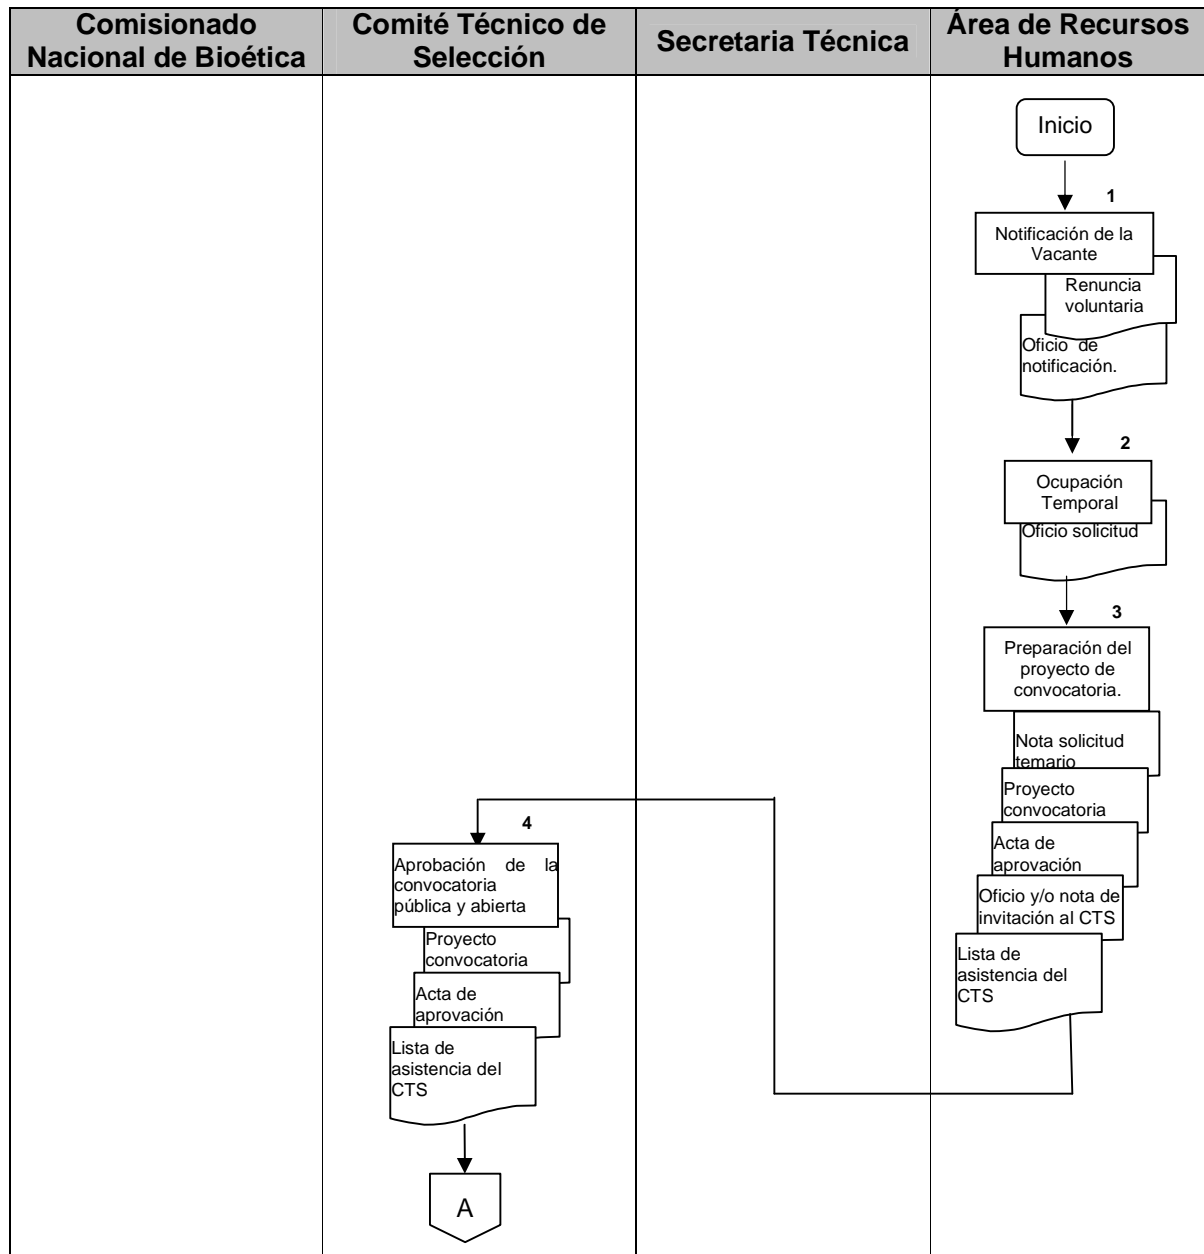 Comisionado
Nacional de Bioética
Comité Técnico de
Selección
Secretaria Técnica
Área de Recursos
Humanos
Inicio
1
Notificación de la
Vacante
Renuncia
voluntaria
Oficio de
notificación.
2
Ocupación
Temporal
Oficio solicitud
3
Preparación del
proyecto de
convocatoria.
Nota solicitud
temario
Proyecto
convocatoria
Acta de
aprovación
Oficio y/o nota de
invitación al CTS
Lista de
asistencia del
CTS
4
Aprobación de la
convocatoria
pública y abierta
Proyecto
convocatoria
Acta de
aprovación
Lista de
asistencia del
CTS
A